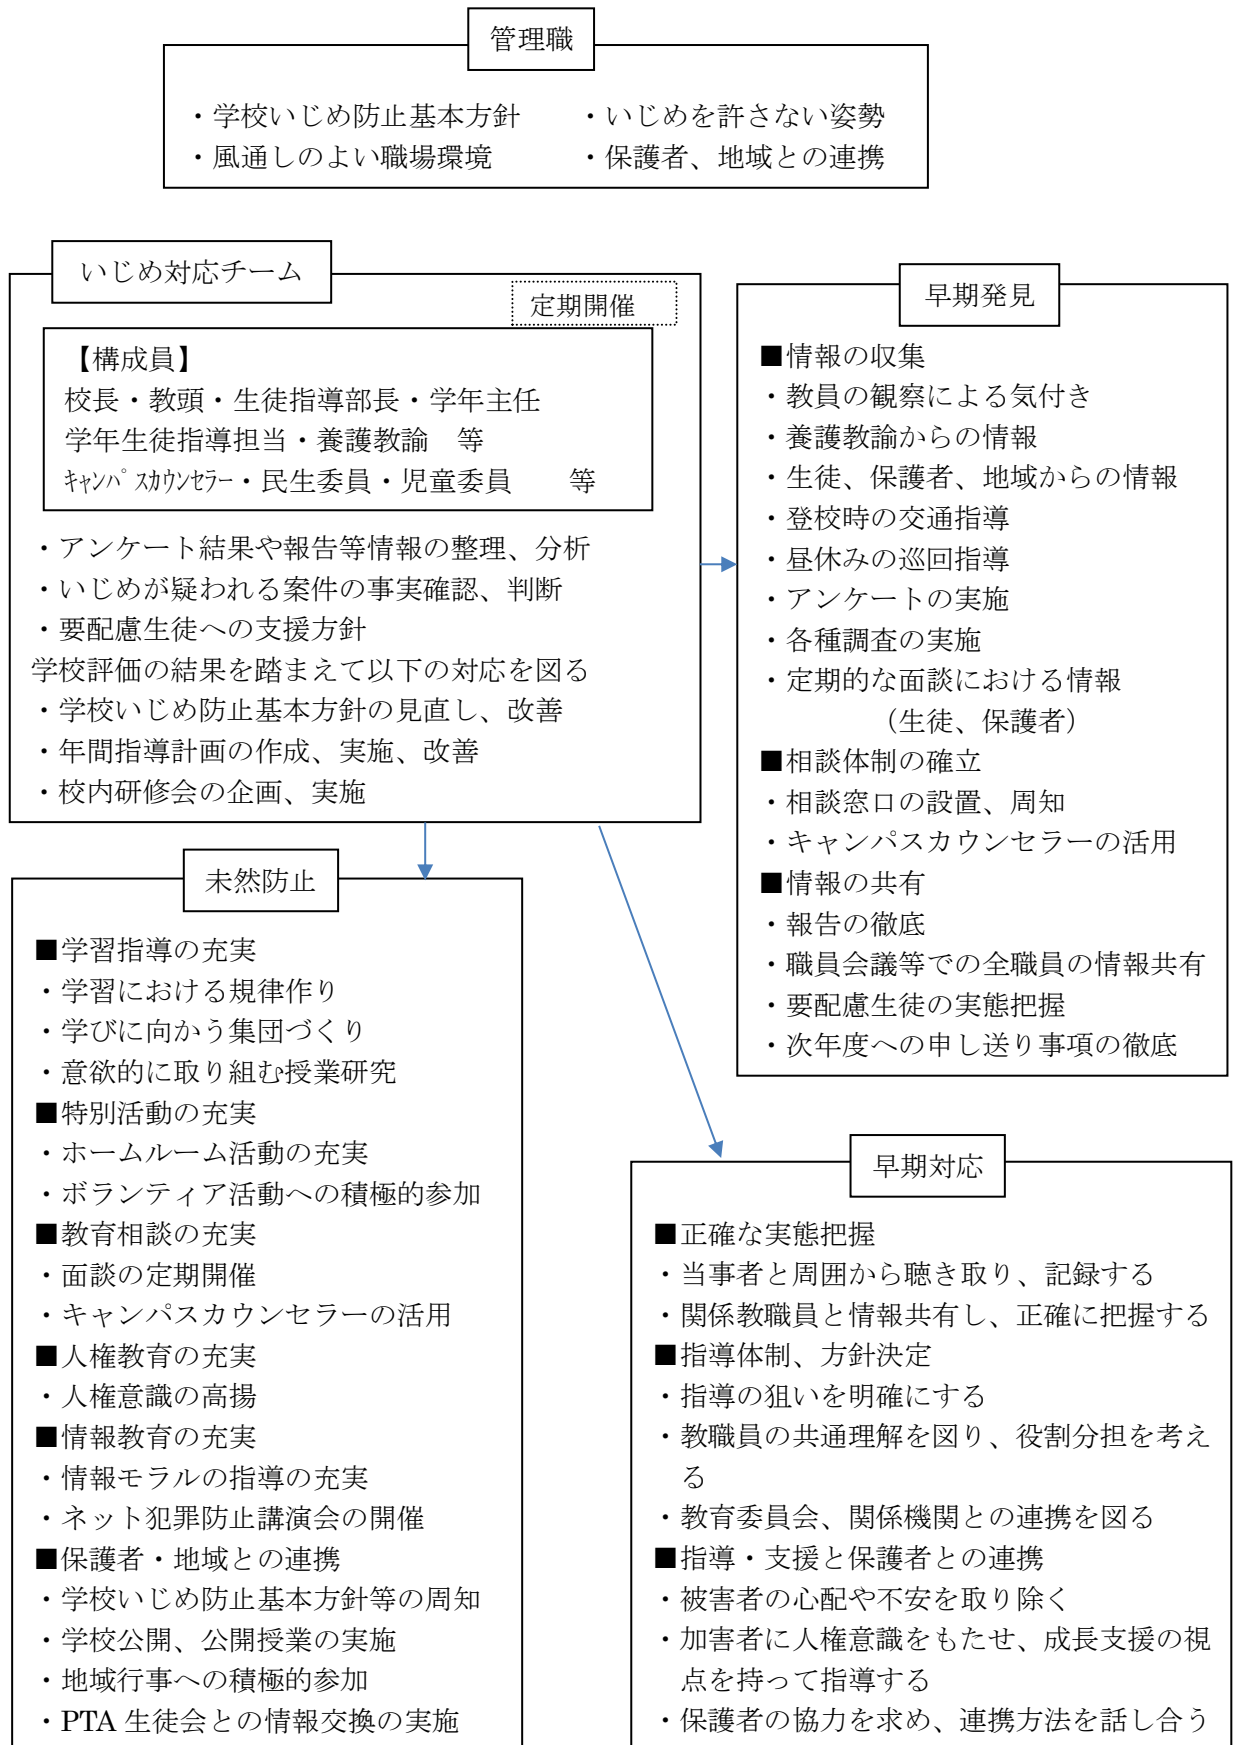 管理職
・学校いじめ防止基本方針　　・いじめを許さない姿勢
・風通しのよい職場環境　　　・保護者、地域との連携
いじめ対応チーム
定期開催
【構成員】
校長・教頭・生徒指導部長・学年主任
学年生徒指導担当・養護教諭　等
ｷｬﾝﾊﾟｽｶｳﾝｾﾗｰ・民生委員・児童委員　　等
・アンケート結果や報告等情報の整理、分析
・いじめが疑われる案件の事実確認、判断
・要配慮生徒への支援方針
学校評価の結果を踏まえて以下の対応を図る
・学校いじめ防止基本方針の見直し、改善
・年間指導計画の作成、実施、改善
・校内研修会の企画、実施
早期発見
■情報の収集
・教員の観察による気付き
・養護教諭からの情報
・生徒、保護者、地域からの情報
・登校時の交通指導
・昼休みの巡回指導
・アンケートの実施
・各種調査の実施
・定期的な面談における情報
（生徒、保護者）
■相談体制の確立
・相談窓口の設置、周知
・キャンパスカウンセラーの活用
■情報の共有
・報告の徹底
・職員会議等での全職員の情報共有
・要配慮生徒の実態把握
・次年度への申し送り事項の徹底
未然防止
■学習指導の充実
・学習における規律作り
・学びに向かう集団づくり
・意欲的に取り組む授業研究
■特別活動の充実
・ホームルーム活動の充実
・ボランティア活動への積極的参加
■教育相談の充実
・面談の定期開催
・キャンパスカウンセラーの活用
■人権教育の充実
・人権意識の高揚
■情報教育の充実
・情報モラルの指導の充実
・ネット犯罪防止講演会の開催
■保護者・地域との連携
・学校いじめ防止基本方針等の周知
・学校公開、公開授業の実施
・地域行事への積極的参加
・PTA 生徒会との情報交換の実施
早期対応
■正確な実態把握
・当事者と周囲から聴き取り、記録する
・関係教職員と情報共有し、正確に把握する
■指導体制、方針決定
・指導の狙いを明確にする
・教職員の共通理解を図り、役割分担を考え
る
・教育委員会、関係機関との連携を図る
■指導・支援と保護者との連携
・被害者の心配や不安を取り除く
・加害者に人権意識をもたせ、成長支援の視
点を持って指導する
・保護者の協力を求め、連携方法を話し合う